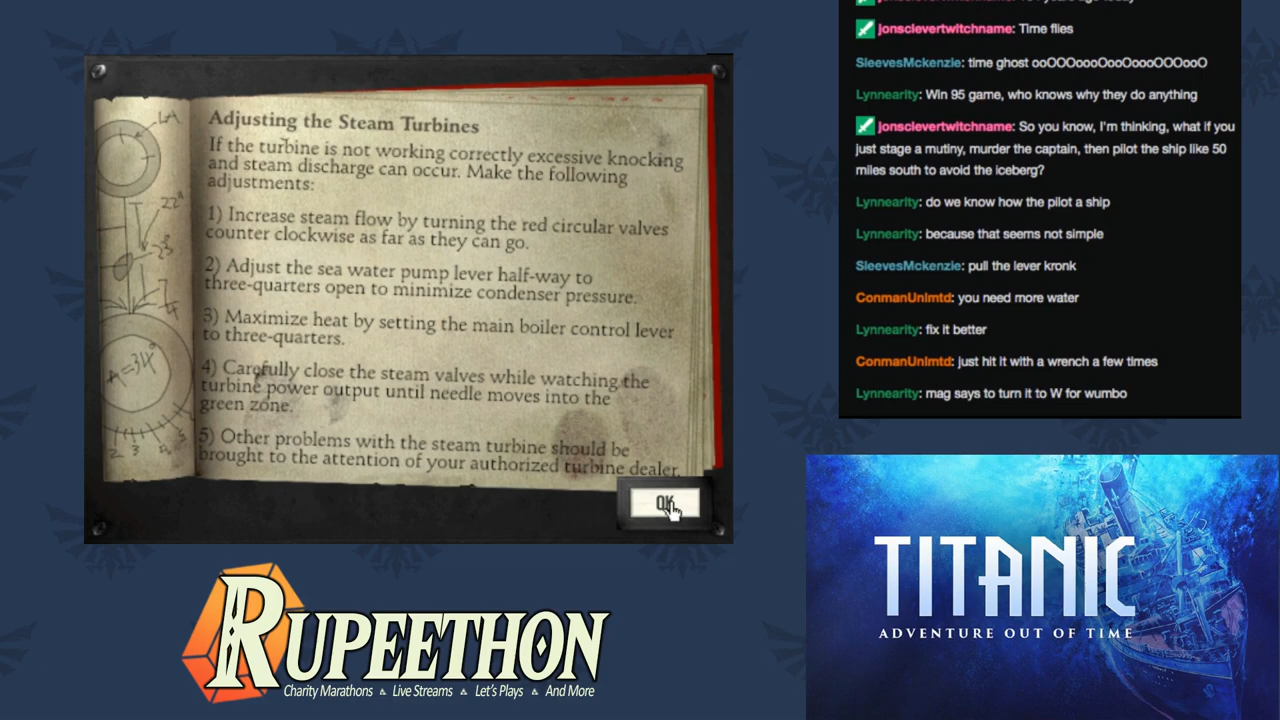 Adjusting the Steam Turbines
If the turbine is not working correctly excessive knocking
and steam discharge can occur. Make the following
adjustments:
1) Increase steam flow by turning the red circular valves
counter clockwise as far as they can go.
2) Adjust the sea water pump lever half-way to
three-quarters open to minimize condenser pressure.
3) Maximize heat by setting the main boiler control lever
to three-quarters.
4) Carefully close the steam valves while watching the
turbine power output until needle moves into the
green zone.
5) Other problems with the steam turbine should be
brought to the attention of your authorized turbine dealer.
A=34°
2 3
OK
jonsclevertwitchname: Time flies
SleevesMckenzie: time ghost ooOOOoooOooOoooOOOooO
Lynnearity: Win 95 game, who knows why they do anything
jonsclevertwitchname: So you know, I'm thinking, what if you
just stage a mutiny, murder the captain, then pilot the ship like 50
miles south to avoid the iceberg?
Lynnearity: do we know how the pilot a ship
Lynnearity: because that seems not simple
SleevesMckenzie: pull the lever kronk
ConmanUnlmtd: you need more water
Lynnearity: fix it better
ConmanUnlmtd: just hit it with a wrench a few times
Lynnearity: mag says to turn it to W for wumbo
TITANIC
ADVENTURE OUT OF TIME
RUPEETHON
Charity Marathons Live Streams Let's Plays And More